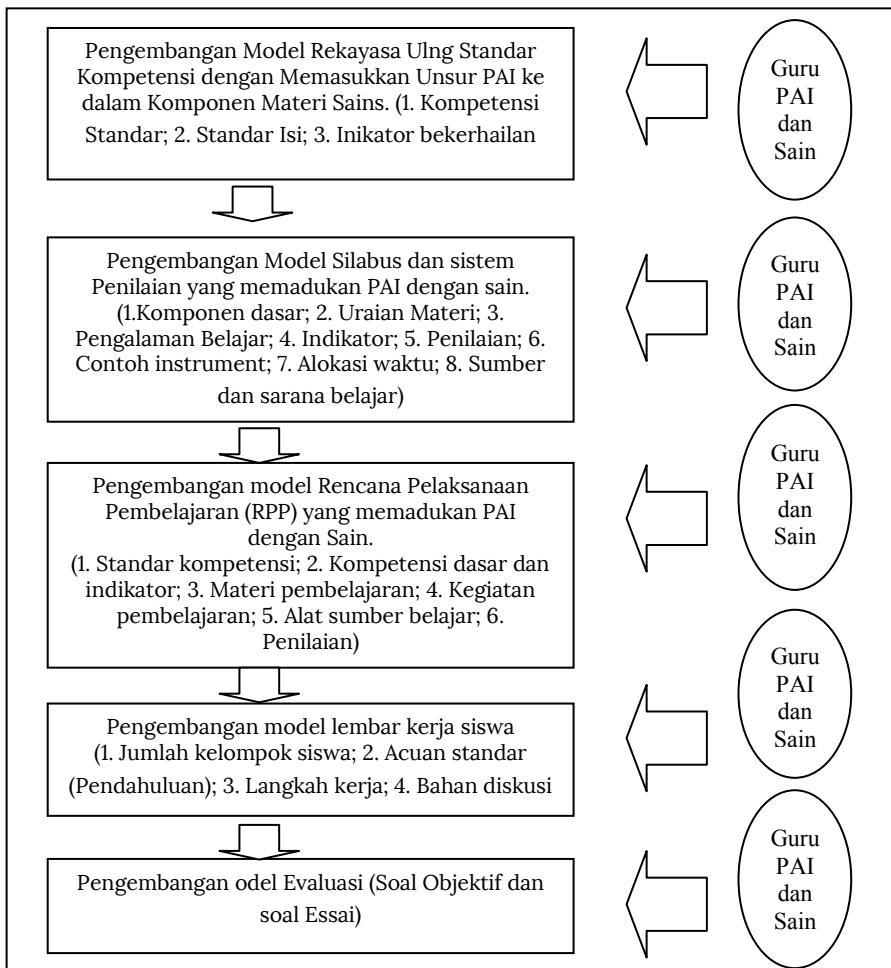 Pengembangan Model Rekayasa Ulng Standar
Kompetensi dengan Memasukkan Unsur PAI ke
dalam Komponen Materi Sains. (1. Kompetensi
Standar; 2. Standar Isi; 3. Inikator bekerhailan
Guru
PAI
dan
Sain
Pengembangan Model Silabus dan sistem
Penilaian yang memadukan PAI dengan sain.
(1.Komponen dasar; 2. Uraian Materi; 3.
Pengalaman Belajar; 4. Indikator; 5. Penilaian; 6.
Contoh instrument; 7. Alokasi waktu; 8. Sumber
dan sarana belajar)
Guru
PAI
dan
Sain
Pengembangan model Rencana Pelaksanaan
Pembelajaran (RPP) yang memadukan PAI
dengan Sain.
(1. Standar kompetensi; 2. Kompetensi dasar dan
indikator; 3. Materi pembelajaran; 4. Kegiatan
pembelajaran; 5. Alat sumber belajar; 6.
Penilaian)
Guru
PAI
dan
Sain
Pengembangan model lembar kerja siswa
(1. Jumlah kelompok siswa; 2. Acuan standar
(Pendahuluan); 3. Langkah kerja; 4. Bahan diskusi
Guru
PAI
dan
Sain
Pengembangan odel Evaluasi (Soal Objektif dan
soal Essai)
Guru
PAI
dan
Sain